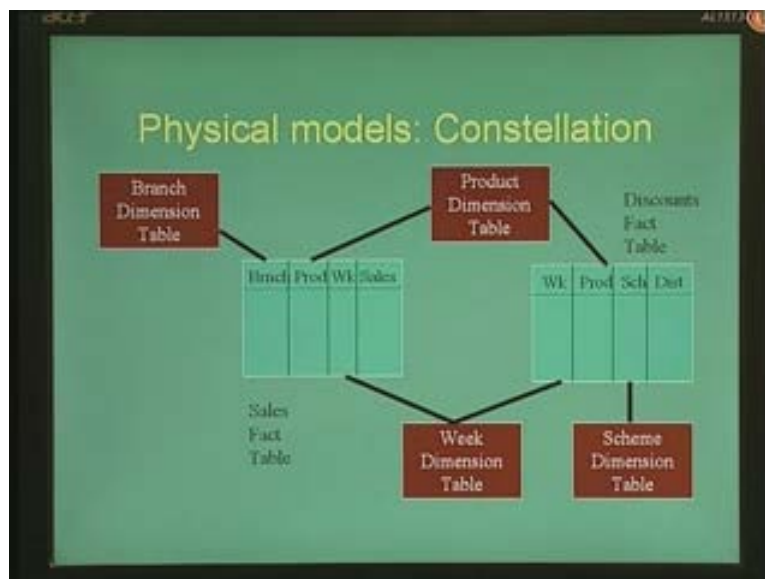 acer
Physical models: Constellation
Branch
Dimension
Table
Product
Dimension
Table
Discounts
Fact
Table
Brnch Prod Wk Sales
Wk Prod Sch Dist
Sales
Fact
Table
Week
Dimension
Table
Scheme
Dimension
Table